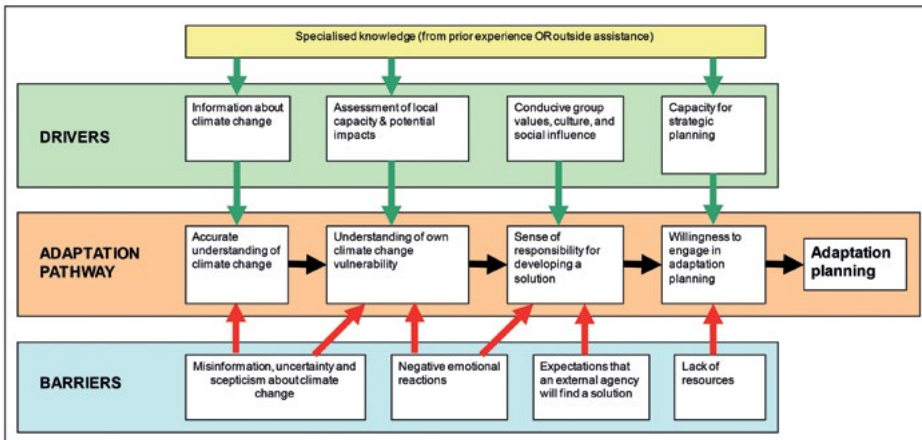 Specialised knowledge (from prior experience OR outside assistance)
DRIVERS
Information about
climate change
Assessment of local
capacity & potential
impacts
Conducive group
values, culture, and
social influence
Capacity for
strategic
planning
ADAPTATION
PATHWAY
Accurate
understanding of
climate change
Understanding of own
climate change
vulnerability
Sense of
responsibility for
developing a
solution
Willingness to
engage in
adaptation
planning
Adaptation
planning
BARRIERS
Misinformation, uncertainty and
scepticism about climate
change
Negative emotional
reactions
Expectations that
an external agency
will find a solution
Lack of
resources